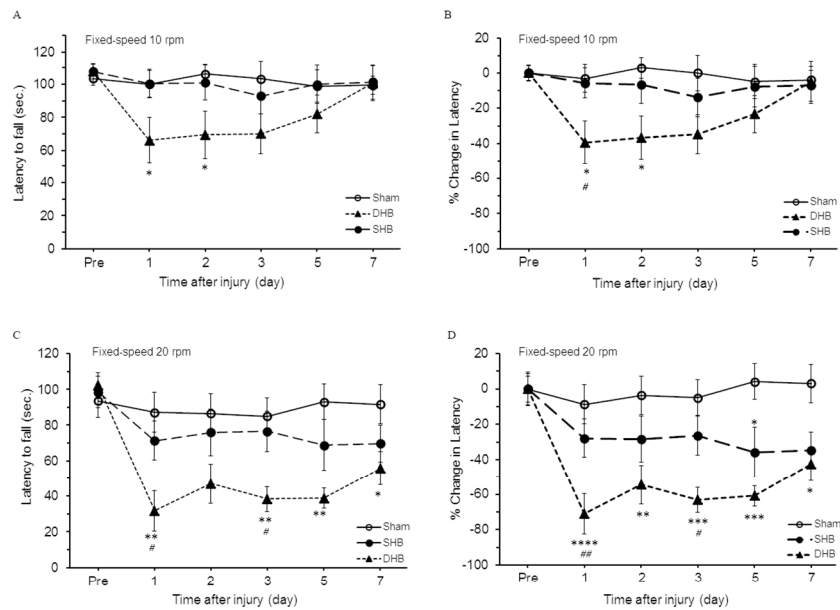 A
Fixed-speed 10 rpm
Latency to fall (sec.)
120
100
80
60
40
20
0
*
*
Sham
DHB
SHB
Pre 1 2 3 5 7
Time after injury (day)
B
Fixed-speed 10 rpm
% Change in Latency
20
0
-20
-40
-60
-80
-100
*
#
*
Sham
DHB
SHB
Pre 1 2 3 5 7
Time after injury (day)
C
Fixed-speed 20 rpm
Latency to fall (sec.)
120
100
80
60
40
20
0
**
#
**
#
**
*
Sham
SHB
DHB
Pre 1 2 3 5 7
Time after injury (day)
D
Fixed-speed 20 rpm
% Change in Latency
20
0
-20
-40
-60
-80
-100
*
****
##
**
***
#
***
*
Sham
SHB
DHB
Pre 1 2 3 5 7
Time after injury (day)